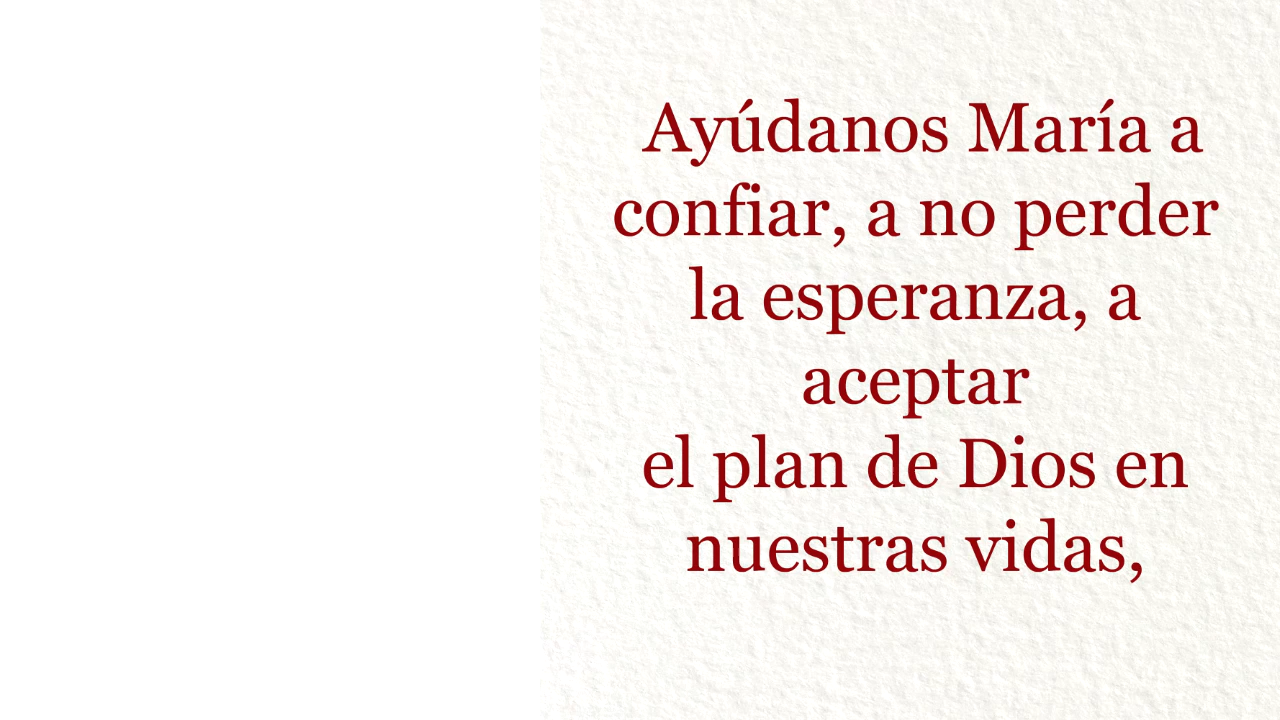 Ayúdanos María a
confiar, a no perder
la esperanza, a
aceptar
el plan de Dios en
nuestras vidas,